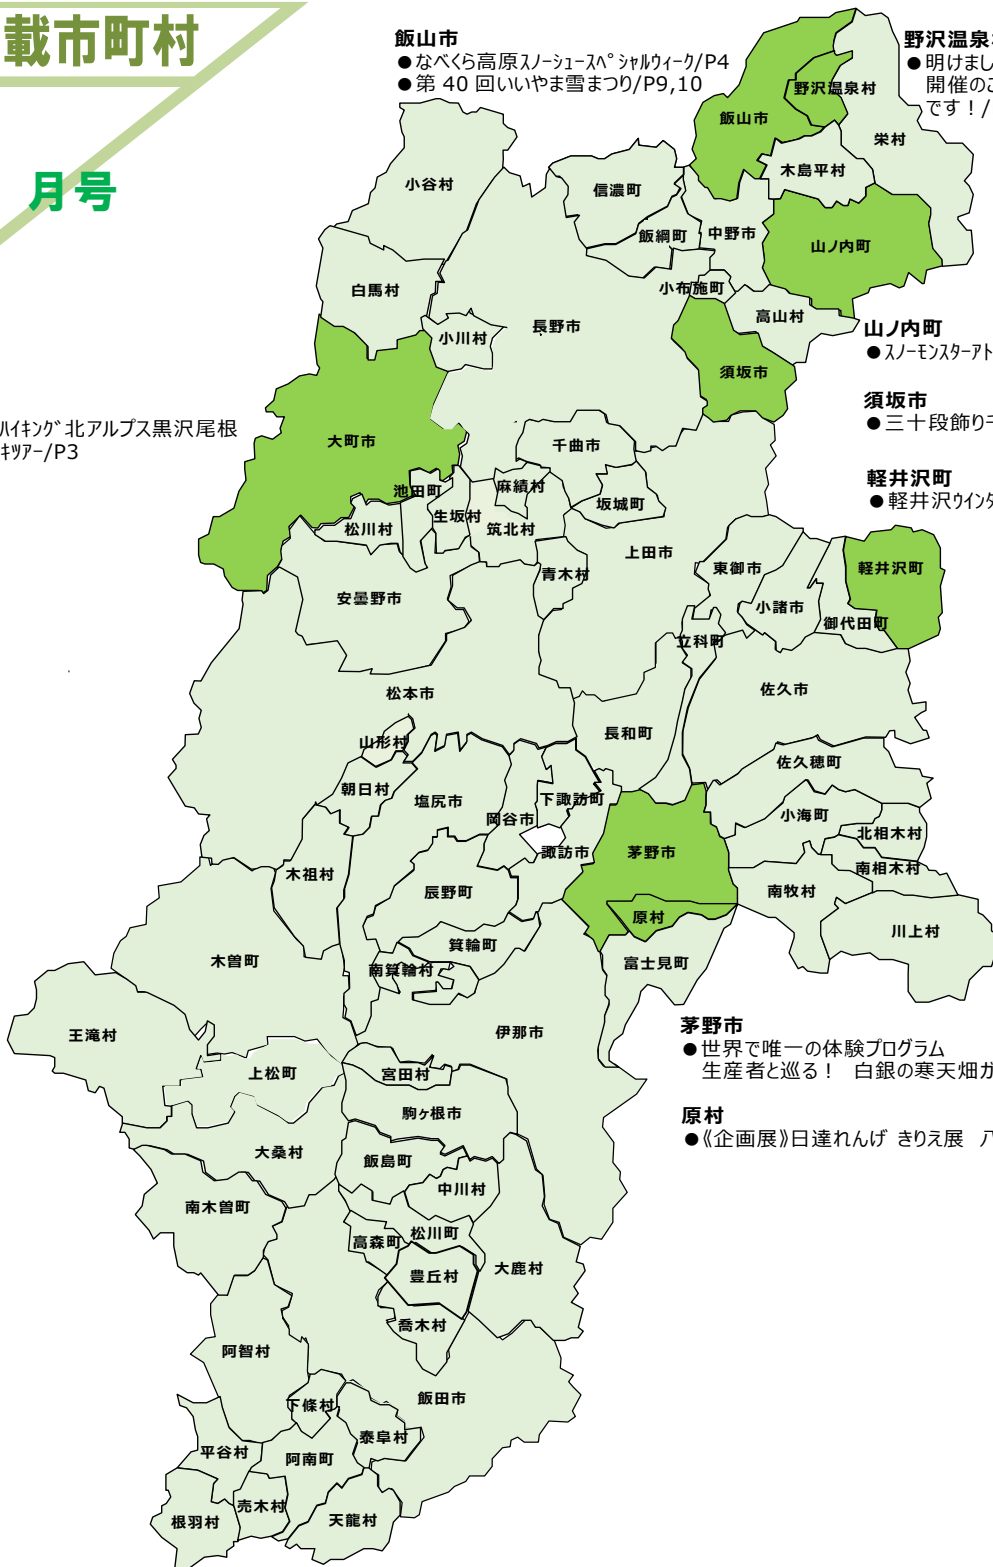 載市町村
月号
飯山市
●なべくら高原スノーシュースペシャルウィーク/P4
●第 40 回いいやま雪まつり/P9,10
野沢温泉
●明けまし
開催のご
です！/
野沢温泉村
飯山市
栄村
木島平村
小谷村
信濃町
飯綱町
中野市
山ノ内町
白馬村
小布施町
高山村
長野市
小川村
山ノ内町
●スノーモンスターアト
須坂市
須坂市
●三十段飾り千
ハイキング 北アルプス黒沢尾根
キツアー/P3
大町市
千曲市
軽井沢町
●軽井沢ウインタ
池田町
麻績村
坂城町
松川村
生坂村
筑北村
上田市
青木村
東御市
軽井沢町
安曇野市
小諸市
御代田町
立科町
松本市
佐久市
山形村
長和町
佐久穂町
朝日村
塩尻市
下諏訪町
岡谷市
小海町
北相木村
諏訪市
茅野市
木祖村
南相木村
辰野町
南牧村
原村
川上村
箕輪町
木曽町
南箕輪村
富士見町
王滝村
伊那市
茅野市
●世界で唯一の体験プログラム
生産者と巡る！ 白銀の寒天畑ガ
上松町
宮田村
駒ヶ根市
原村
●《企画展》日達れんげ きりえ展 八
大桑村
飯島町
中川村
南木曽町
高森町
松川町
豊丘村
大鹿村
喬木村
阿智村
飯田市
下條村
泰阜村
平谷村
阿南町
売木村
根羽村
天龍村